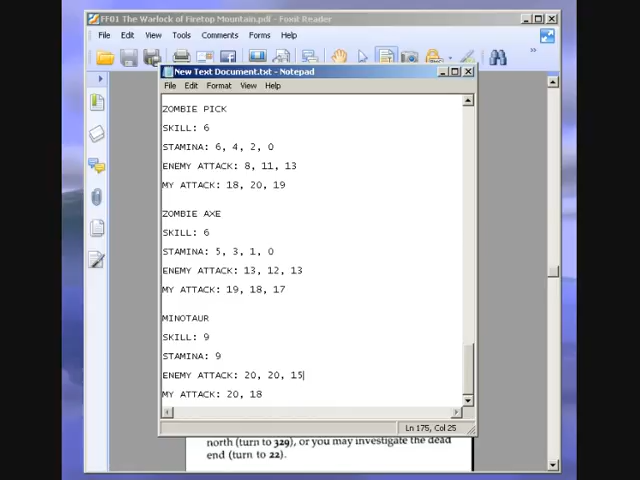 FF01 The Warlock of Firetop Mountain.pdf - Foxit Reader
File Edit View Tools Comments Forms Help
New Text Document.txt - Notepad
File Edit Format View Help
ZOMBIE PICK
SKILL: 6
STAMINA: 6, 4, 2, 0
ENEMY ATTACK: 8, 11, 13
MY ATTACK: 18, 20, 19
ZOMBIE AXE
SKILL: 6
STAMINA: 5, 3, 1, 0
ENEMY ATTACK: 13, 12, 13
MY ATTACK: 19, 18, 17
MINOTAUR
SKILL: 9
STAMINA: 9
ENEMY ATTACK: 20, 20, 15
MY ATTACK: 20, 18
Ln 175, Col 25
north (turn to 329), or you may investigate the dead
end (turn to 22).